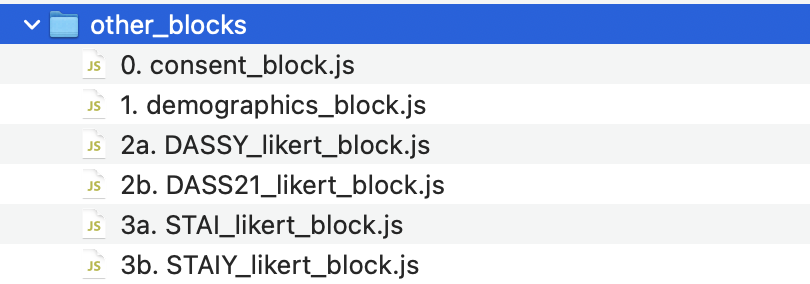 other_blocks
JS 0. consent_block.js
JS 1. demographics_block.js
JS 2a. DASSY_likert_block.js
JS 2b. DASS21_likert_block.js
JS 3a. STAI_likert_block.js
JS 3b. STAIY_likert_block.js